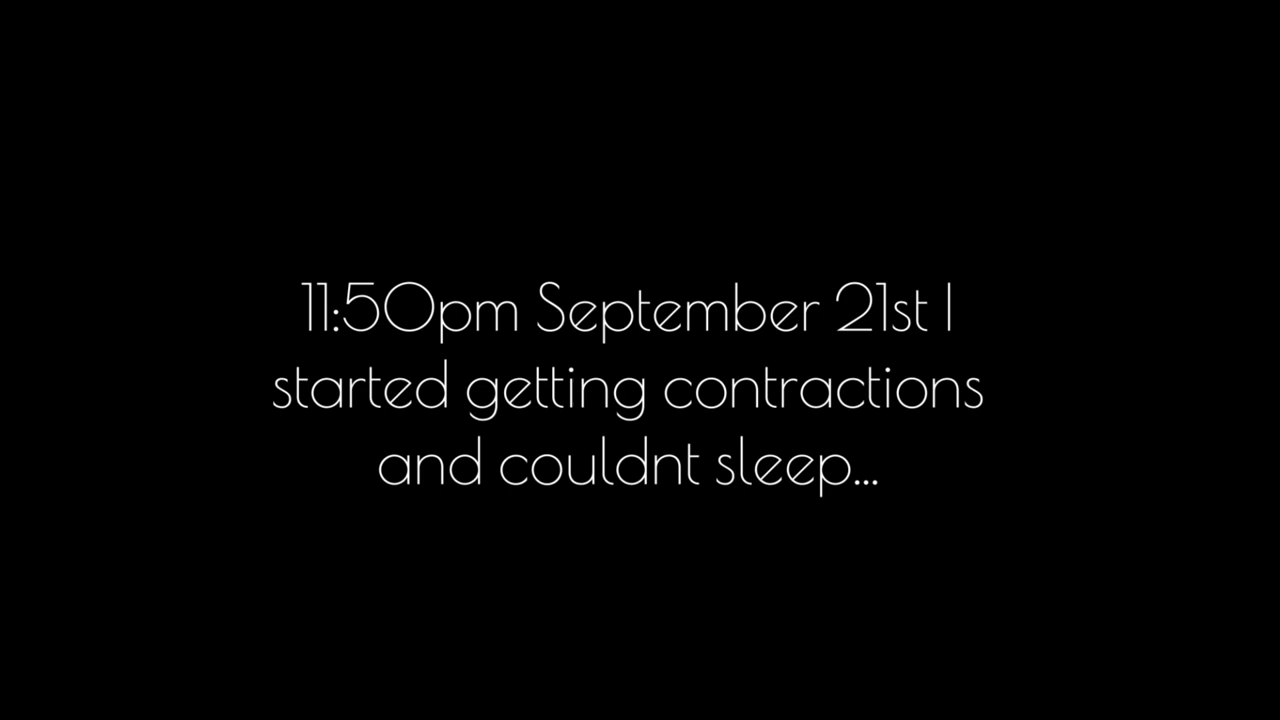 11:50pm September 21st I
started getting contractions
and couldnt sleep...